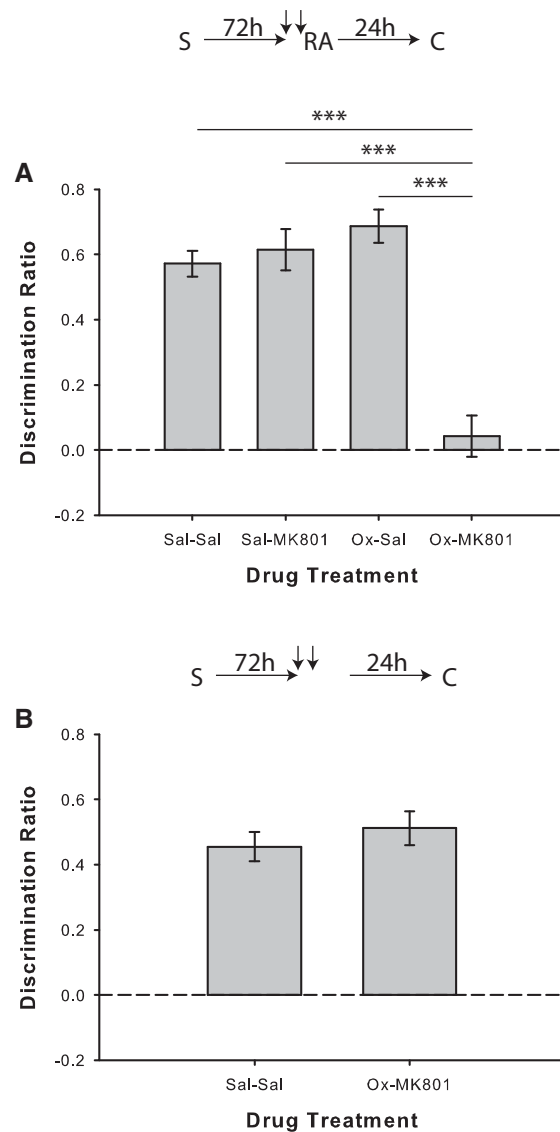 S 72h RA 24h C
***
***
A
***
0.8
0.6
0.4
0.2
0.0
-0.2
Discrimination Ratio
Sal-Sal Sal-MK801 Ox-Sal Ox-MK801
Drug Treatment
S 72h 24h C
B
0.8
0.6
0.4
0.2
0.0
-0.2
Discrimination Ratio
Sal-Sal Ox-MK801
Drug Treatment